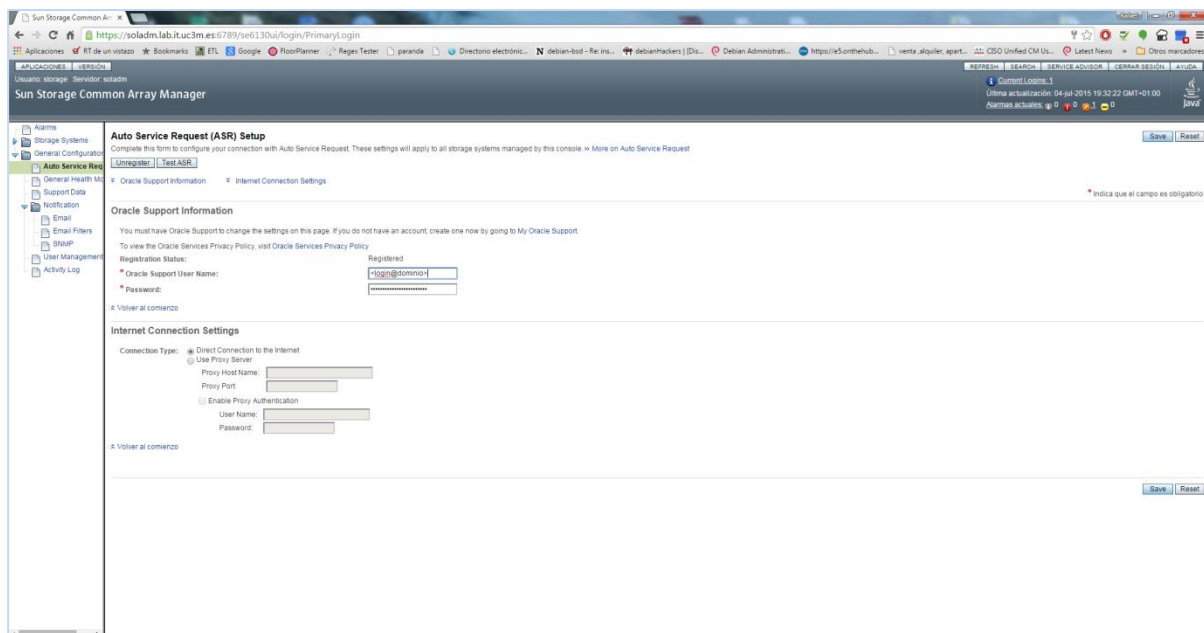 Sun Storage Common Arr
https://soladm.lab.it.uc3m.es:6789/se6130ui/login/PrimaryLogin
Aplicaciones RT de un vistazo Bookmarks ETL Google FloorPlanner Regex Tester paranda Directorio electrónic... debian-bsd - Re: ins... debianHackers | [Dis... Debian Administrati... https://e5.onthehub... venta ,alquiler, apart... CISO Unified CM Us... Latest News » Otros marcadores
APLICACIONES VERSIÓN
REFRESH SEARCH SERVICE ADVISOR CERRAR SESIÓN AYUDA
Usuario: storage Servidor: soladm
Current Logins: 1
Sun Storage Common Array Manager
Última actualización: 04-jul-2015 19:32:22 GMT+01:00
Alarmas actuales: 0 0 1 0
Java
Alarms
Storage Systems
General Configuration
Auto Service Req
General Health Mo
Support Data
Notification
Email
Email Filters
SNMP
User Management
Activity Log
Auto Service Request (ASR) Setup
Save Reset
Complete this form to configure your connection with Auto Service Request. These settings will apply to all storage systems managed by this console. » More on Auto Service Request
Unregister Test ASR
Oracle Support Information Internet Connection Settings
* Indica que el campo es obligatorio
Oracle Support Information
You must have Oracle Support to change the settings on this page. If you do not have an account, create one now by going to My Oracle Support.
To view the Oracle Services Privacy Policy, visit Oracle Services Privacy Policy
Registration Status: Registered
* Oracle Support User Name: <login@dominio>
* Password:
Volver al comienzo
Internet Connection Settings
Connection Type: Direct Connection to the Internet
Use Proxy Server
Proxy Host Name:
Proxy Port:
Enable Proxy Authentication
User Name:
Password:
Volver al comienzo
Save Reset